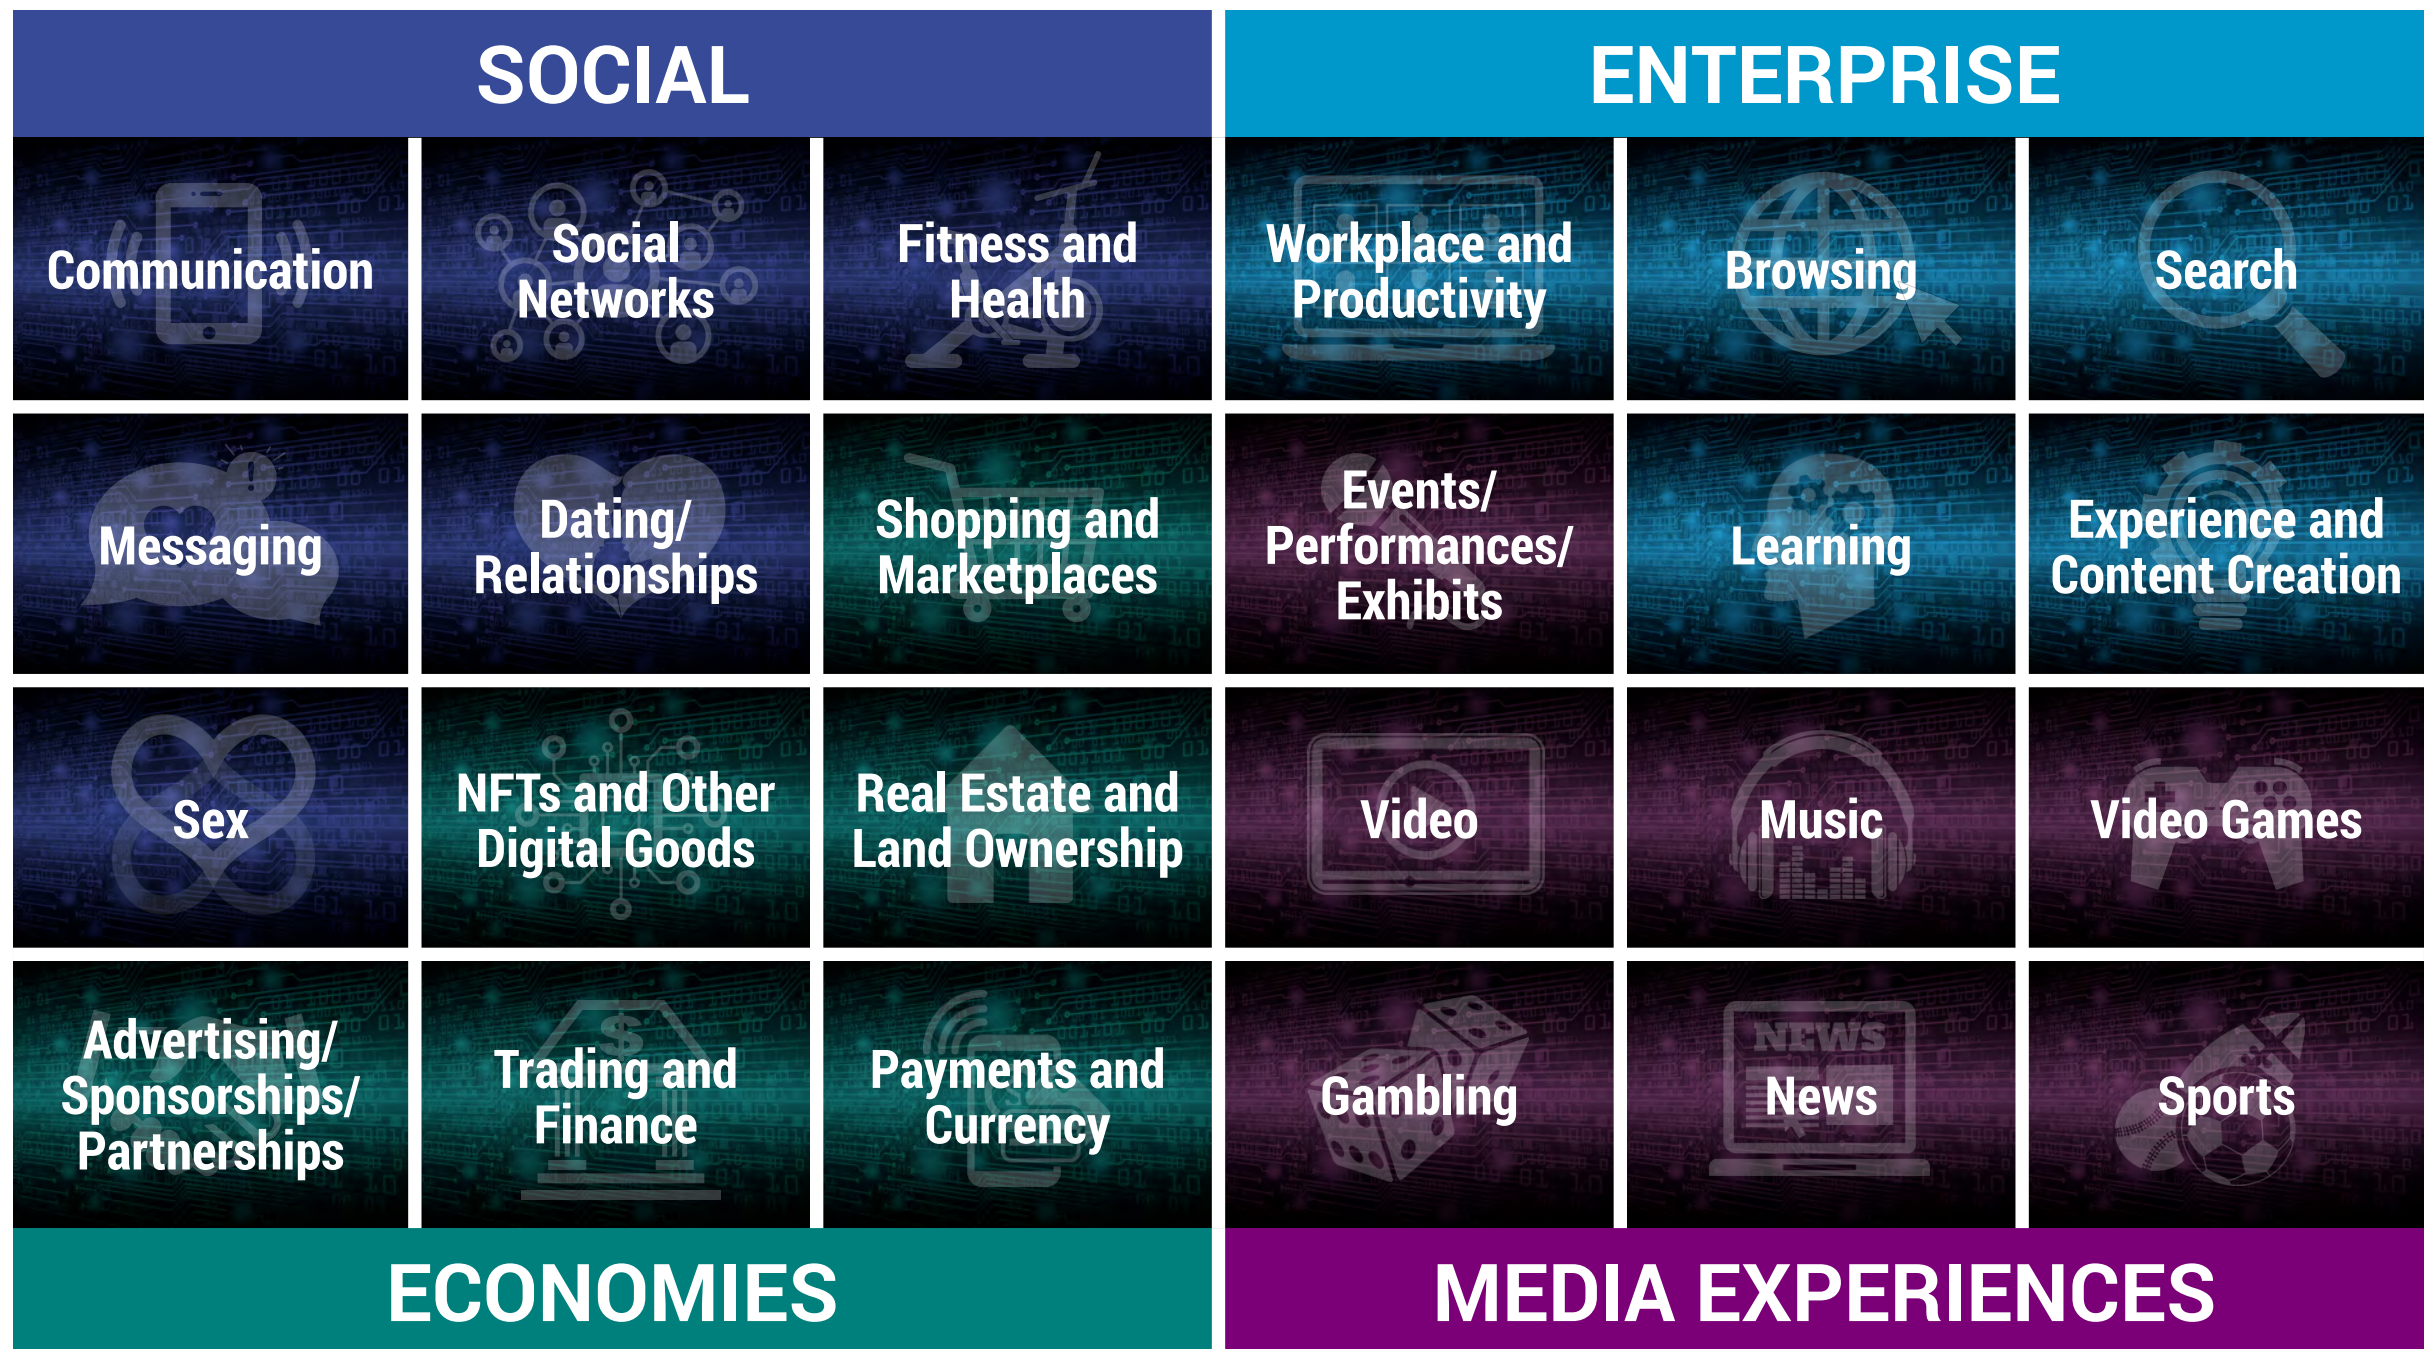 SOCIAL
ENTERPRISE
Communication
Social
Networks
Fitness and
Health
Workplace and
Productivity
Browsing
Search
Messaging
Dating/
Relationships
Shopping and
Marketplaces
Events/
Performances/
Exhibits
Learning
Experience and
Content Creation
Sex
NFTs and Other
Digital Goods
Real Estate and
Land Ownership
Video
Music
Video Games
Advertising/
Sponsorships/
Partnerships
$
Trading and
Finance
Payments and
Currency
Gambling
NEWS
News
Sports
ECONOMIES
MEDIA EXPERIENCES